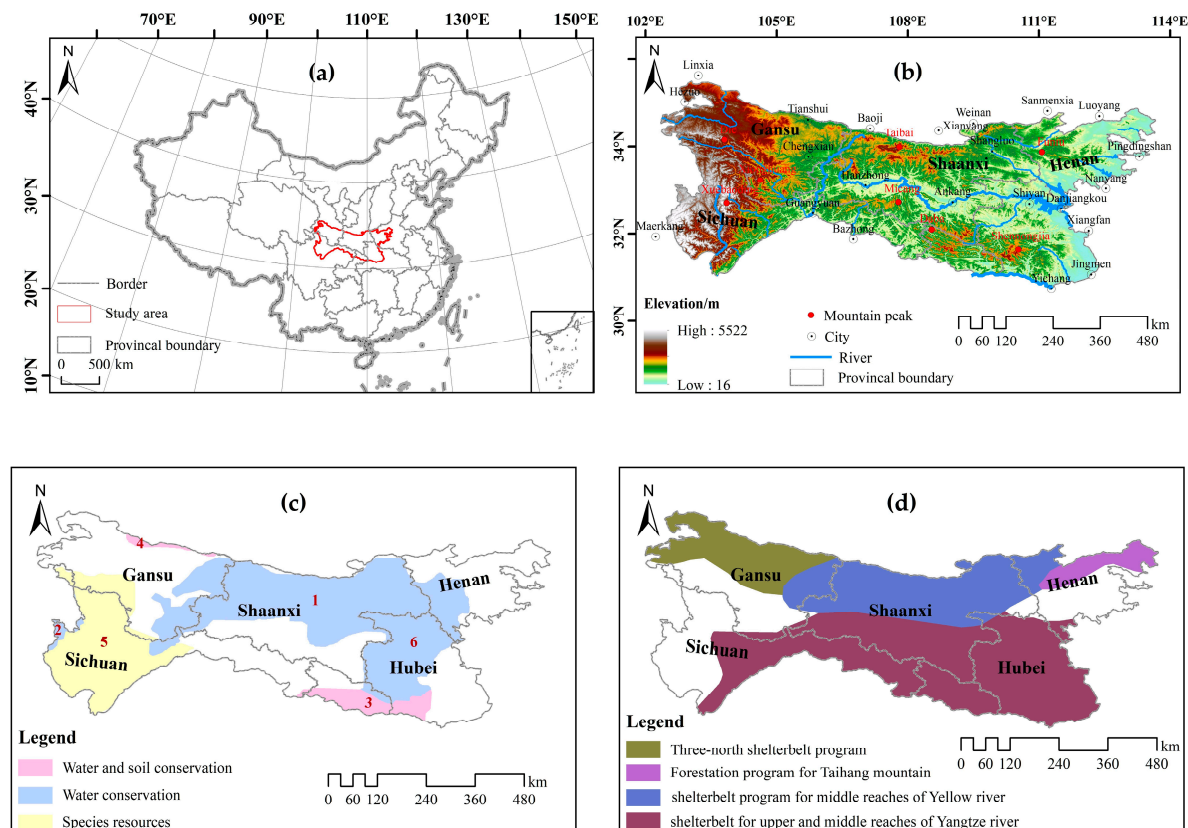 70°E 90°E 110°E 130°E 150°E
40°N
30°N
20°N
10°N
N
(a)
Border
Study area
Provincal boundary
0 500 km
102°E 105°E 108°E 111°E 114°E
34°N
32°N
30°N
N
(b)
Linxia
Hezuo
Tianshui
Baoji
Weinan
Xianyang
Sanmenxia
Luoyang
Gansu
Taibai
Shangluo
Pingdingshan
Chengxian
Shaanxi
Henan
Hanzhong
Nanyang
Ankang
Shiyan
Danjiangkou
Guangyuan
Sichuan
Xiangfan
Maerkang
Bazhong
Shennongjia
Jingmen
Yichang
Elevation/m
High : 5522
Low : 16
Mountain peak
City
River
Provincal boundary
km
0 60 120 240 360 480
N
(c)
4
Gansu
Henan
Shaanxi
1
2
5
6
Sichuan
Hubei
3
Legend
Water and soil conservation
Water conservation
Species resources
km
0 60 120 240 360 480
N
(d)
Gansu
Henan
Shaanxi
Sichuan
Hubei
Legend
Three-north shelterbelt program
Forestation program for Taihang mountain
shelterbelt program for middle reaches of Yellow river
shelterbelt for upper and middle reaches of Yangtze river
km
0 60 120 240 360 480